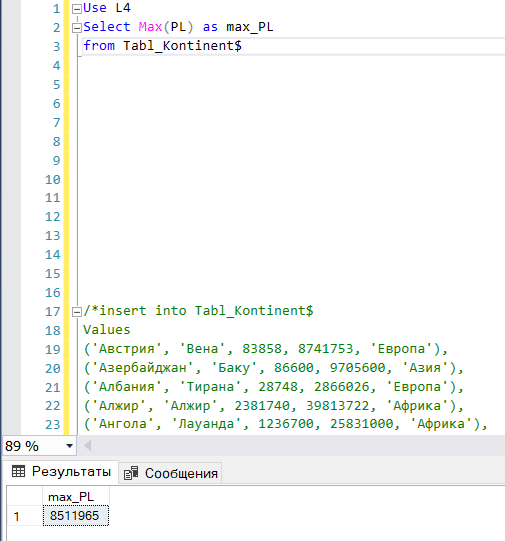 1 Use L4
2 Select Max(PL) as max_PL
3 from Tabl_Kontinent$
4
5
6
7
8
9
10
11
12
13
14
15
16
17 /*insert into Tabl_Kontinent$
18 Values
19 ('Австрия', 'Вена', 83858, 8741753, 'Европа'),
20 ('Азербайджан', 'Баку', 86600, 9705600, 'Азия'),
21 ('Албания', 'Тирана', 28748, 2866026, 'Европа'),
22 ('Алжир', 'Алжир', 2381740, 39813722, 'Африка'),
23 ('Ангола', 'Лауанда', 1236700, 25831000, 'Африка'),
89 %
Результаты Сообщения
max_PL
1 8511965